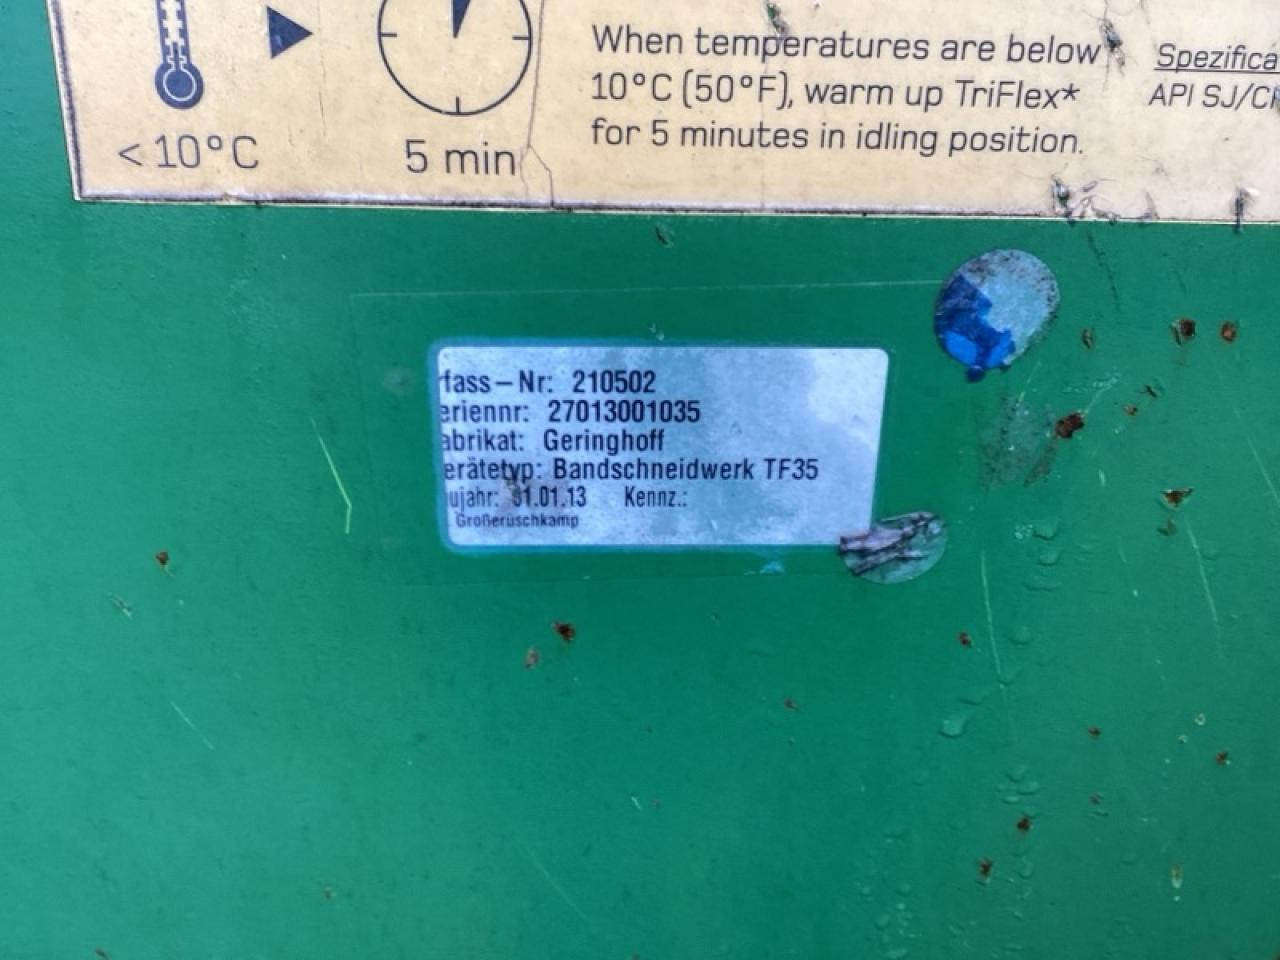 < 10°C
5 min
When temperatures are below
10°C (50°F), warm up TriFlex*
for 5 minutes in idling position.
Spezifica
API SJ/C
rfass-Nr: 210502
eriennr: 27013001035
abrikat: Geringhoff
erätetyp: Bandschneidwerk TF35
ujahr: 01.01.13 Kennz.:
Großerüschkamp